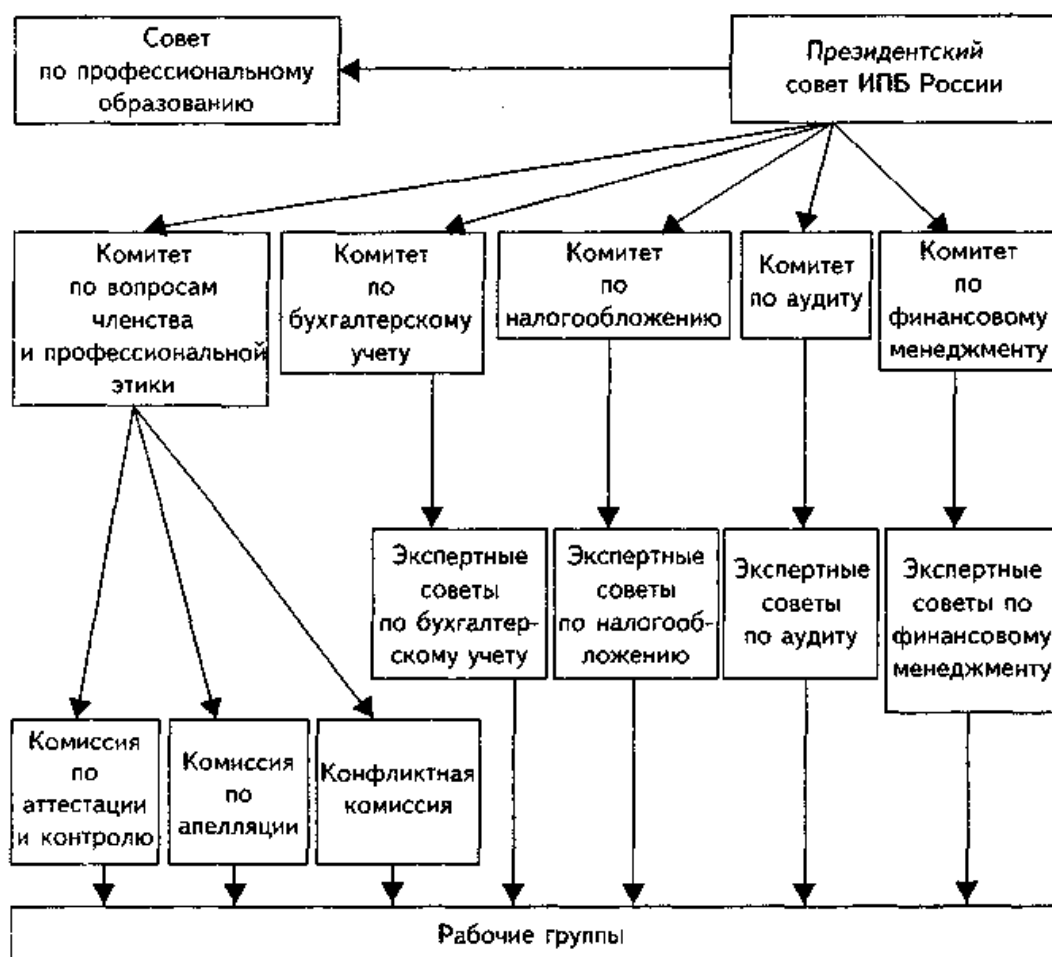 Совет
по профессиональному
образованию
Президентский
совет ИПБ России
Комитет
по вопросам
членства
и профессиональной
этики
Комитет
по
бухгалтерскому
учету
Комитет
по
налогообложению
Комитет
по аудиту
Комитет
по
финансовому
менеджменту
Экспертные
советы
по бухгалтер-
скому учету
Экспертные
советы
по налогооб-
ложению
Экспертные
советы
по аудиту
Экспертные
советы по
финансовому
менеджменту
Комиссия
по
аттестации
и контролю
Комиссия
по
апелляции
Конфликтная
комиссия
Рабочие группы